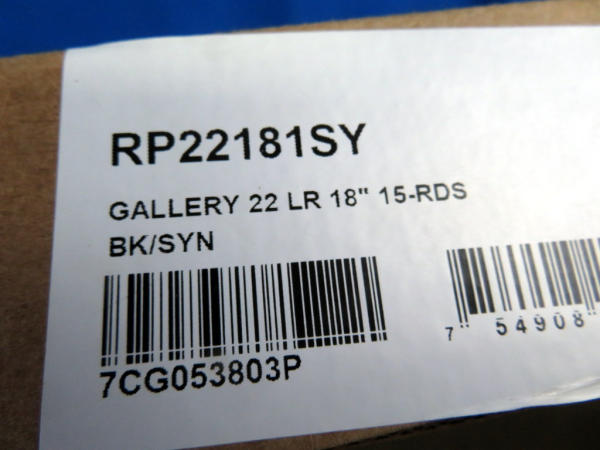 RP22181SY
GALLERY 22 LR 18" 15-RDS
BK/SYN
7CG053803P
7 54908